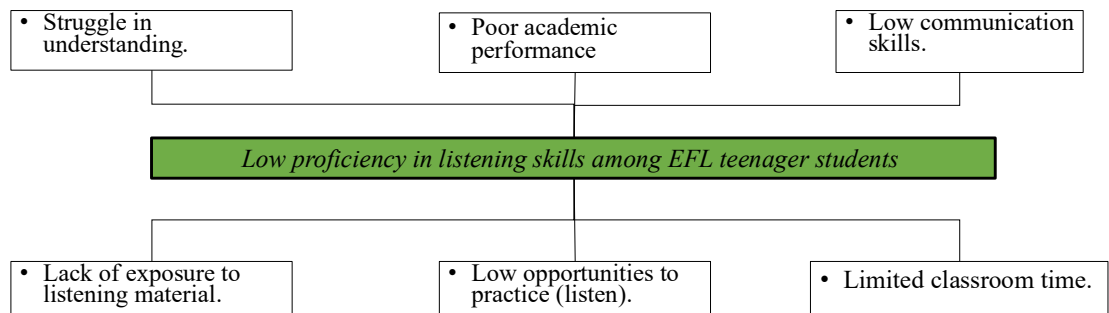 • Struggle in
understanding.
• Poor academic
performance
• Low communication
skills.
Low proficiency in listening skills among EFL teenager students
• Lack of exposure to
listening material.
• Low opportunities to
practice (listen).
• Limited classroom time.